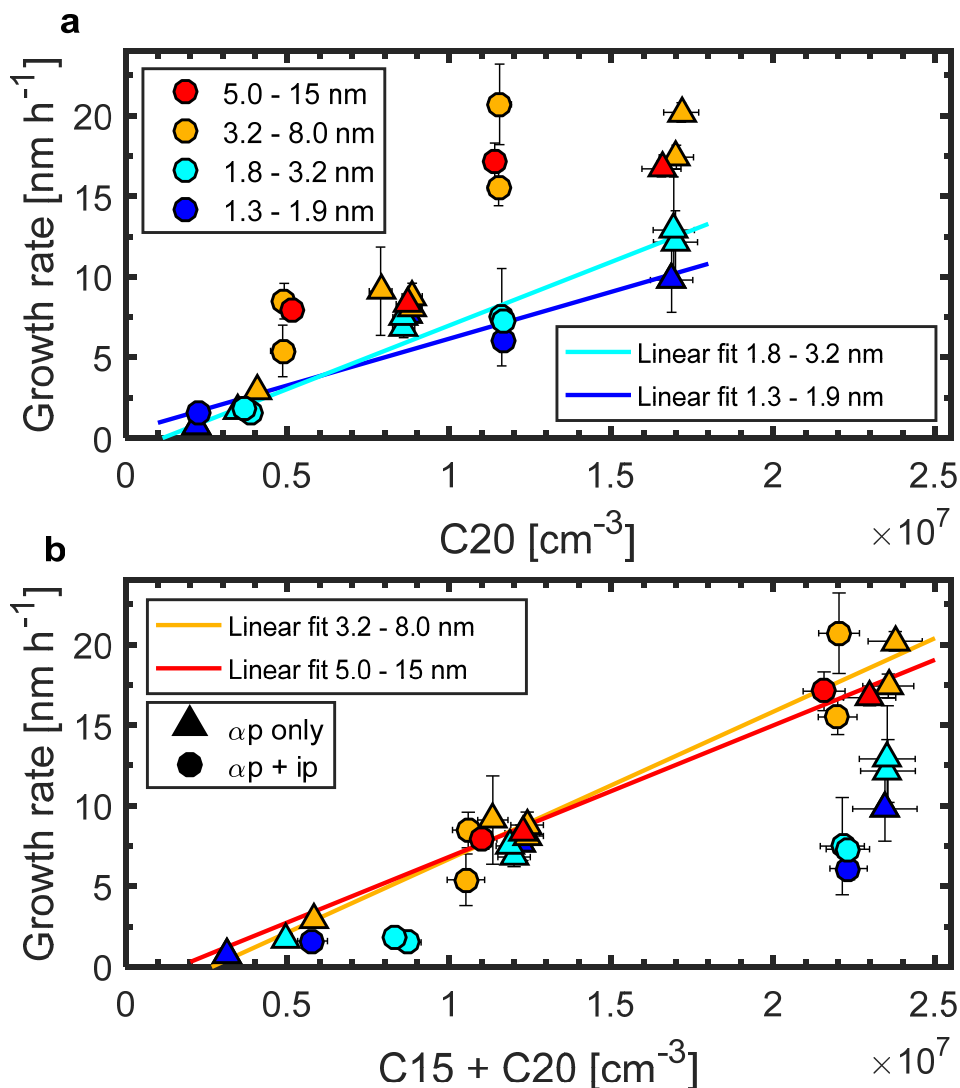 a
Growth rate [nm h⁻¹]
20
15
10
5
0
5.0 - 15 nm
3.2 - 8.0 nm
1.8 - 3.2 nm
1.3 - 1.9 nm
Linear fit 1.8 - 3.2 nm
Linear fit 1.3 - 1.9 nm
0 0.5 1 1.5 2 2.5
×10⁷
C20 [cm⁻³]
b
Growth rate [nm h⁻¹]
20
15
10
5
0
Linear fit 3.2 - 8.0 nm
Linear fit 5.0 - 15 nm
αp only
αp + ip
0 0.5 1 1.5 2 2.5
×10⁷
C15 + C20 [cm⁻³]